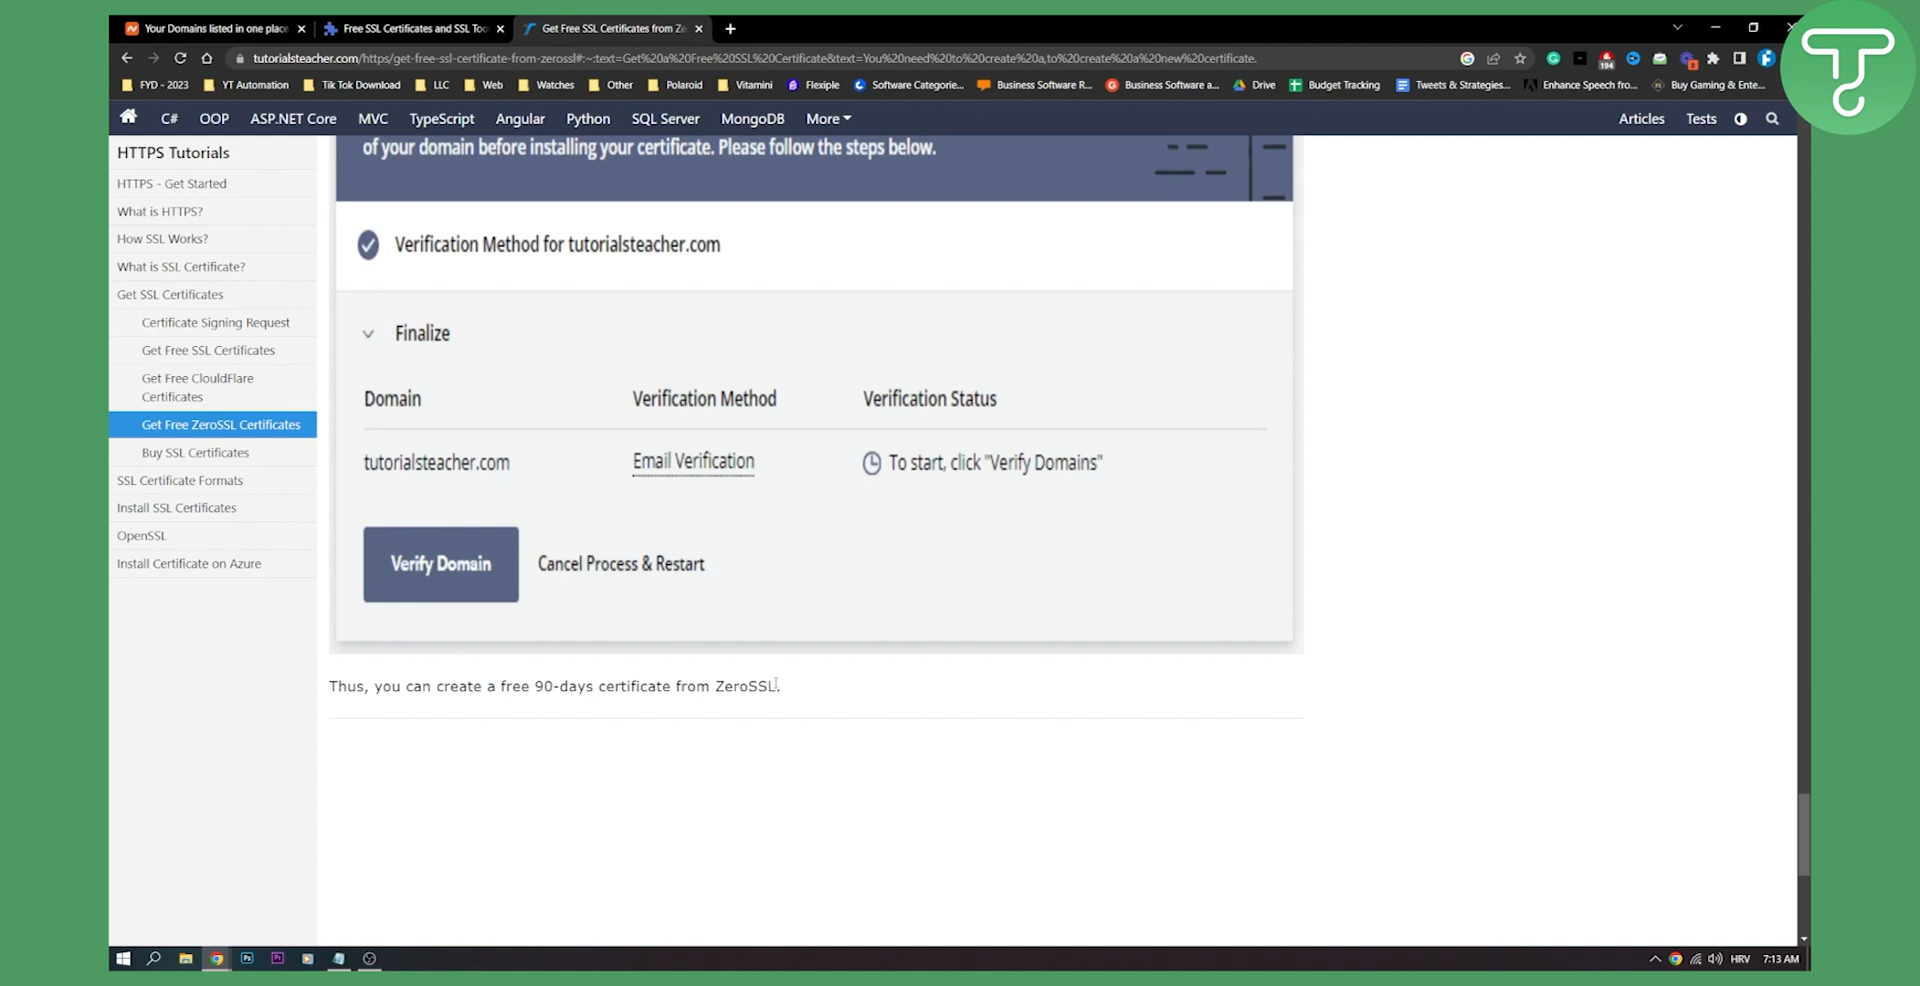 Your Domains listed in one place
Free SSL Certificates and SSL Too
Get Free SSL Certificates from Ze
tutorialsteacher.com/https/get-free-ssl-certificate-from-zerossl#:~:text=Get%20a%20Free%20SSL%20Certificate&text=You%20need%20to%20create%20a,to%20create%20a%20new%20certificate.
194
FYD - 2023
YT Automation
Tik Tok Download
LLC
Web
Watches
Other
Polaroid
Vitamini
Flexiple
Software Categorie...
Business Software R...
Business Software a...
Drive
Budget Tracking
Tweets & Strategies...
Enhance Speech fro...
Buy Gaming & Ente...
C#
OOP
ASP.NET Core
MVC
TypeScript
Angular
Python
SQL Server
MongoDB
More
Articles
Tests
HTTPS Tutorials
HTTPS - Get Started
What is HTTPS?
How SSL Works?
What is SSL Certificate?
Get SSL Certificates
Certificate Signing Request
Get Free SSL Certificates
Get Free ClouldFlare
Certificates
Get Free ZeroSSL Certificates
Buy SSL Certificates
SSL Certificate Formats
Install SSL Certificates
OpenSSL
Install Certificate on Azure
of your domain before installing your certificate. Please follow the steps below.
Verification Method for tutorialsteacher.com
Finalize
Domain
Verification Method
Verification Status
tutorialsteacher.com
Email Verification
To start, click "Verify Domains"
Verify Domain
Cancel Process & Restart
Thus, you can create a free 90-days certificate from ZeroSSL.
Ps
Pr
HRV
7:13 AM